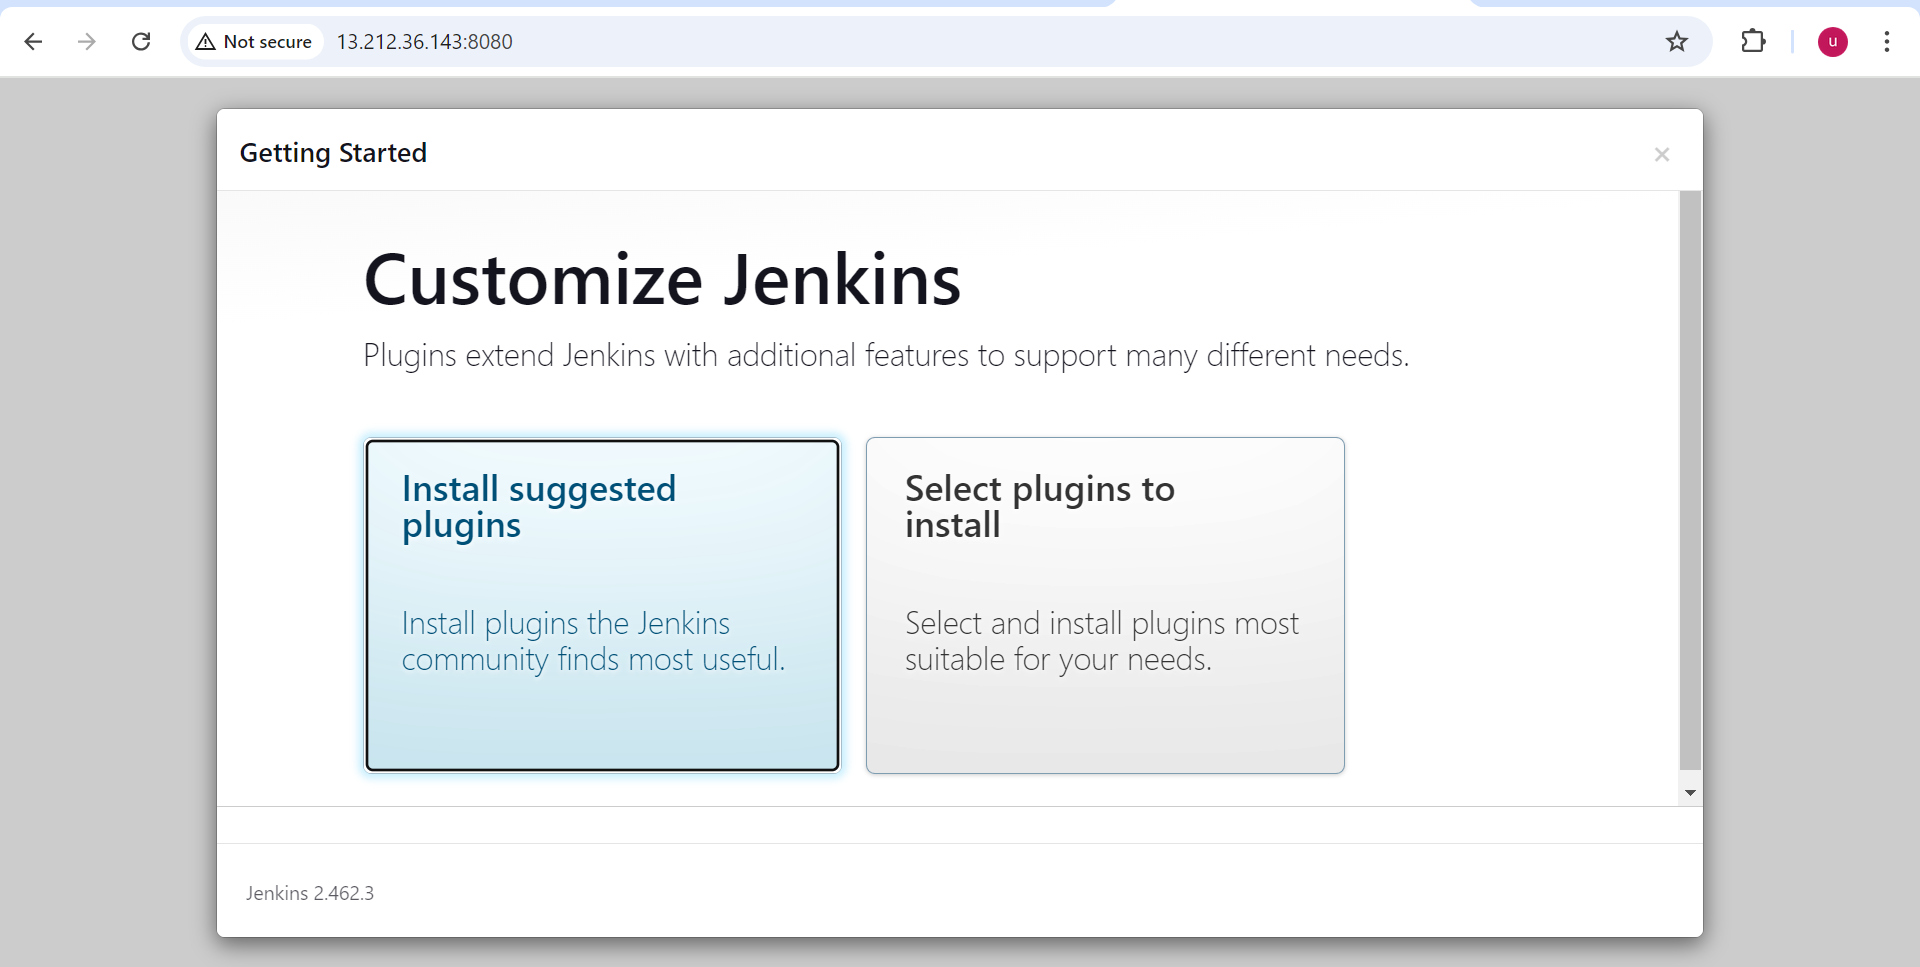 Not secure 13.212.36.143:8080
u
Getting Started
×
Customize Jenkins
Plugins extend Jenkins with additional features to support many different needs.
Install suggested
plugins
Install plugins the Jenkins
community finds most useful.
Select plugins to
install
Select and install plugins most
suitable for your needs.
Jenkins 2.462.3